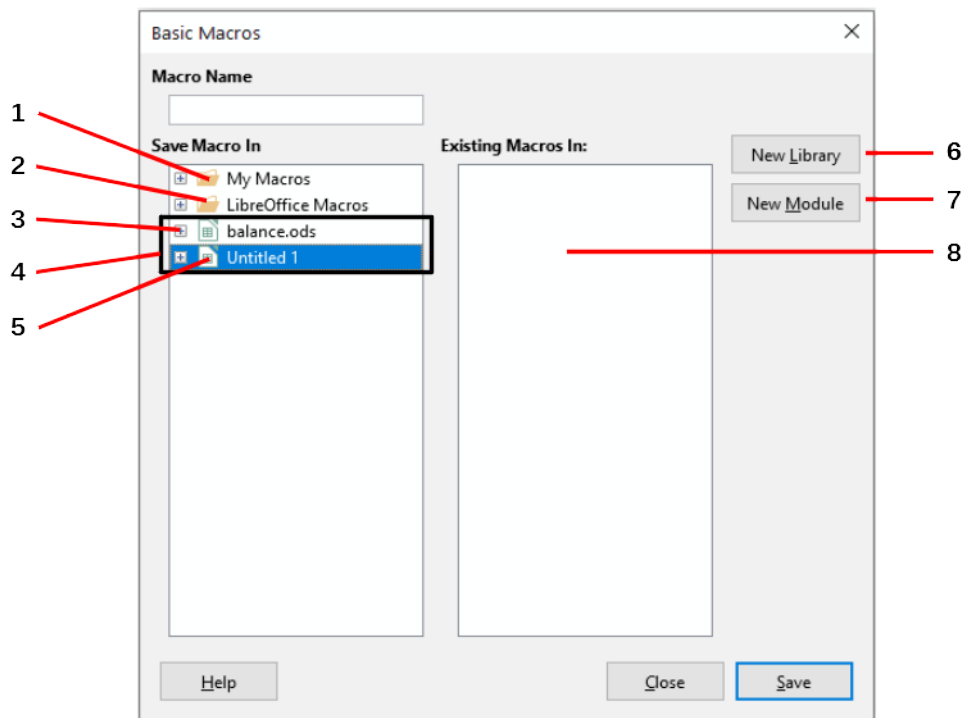 Basic Macros
Macro Name
1
Save Macro In
Existing Macros In:
New Library
6
2
My Macros
LibreOffice Macros
New Module
7
3
balance.ods
4
Untitled 1
8
5
Help
Close
Save